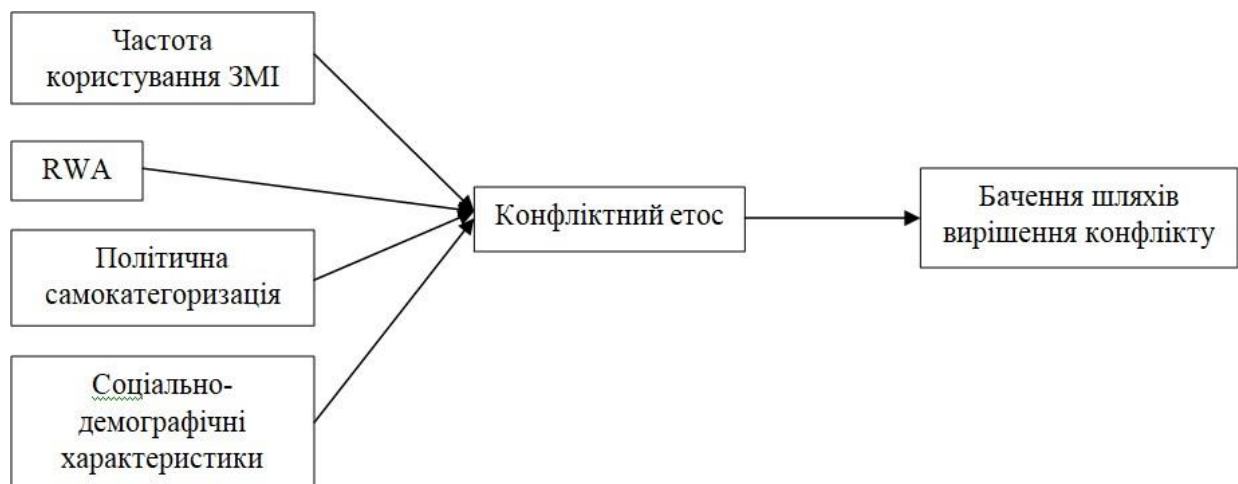 Частота
користування ЗМІ
RWA
Політична
самокатегоризація
Соціально-
демографічні
характеристики
Конфліктний етос
Бачення шляхів
вирішення конфлікту